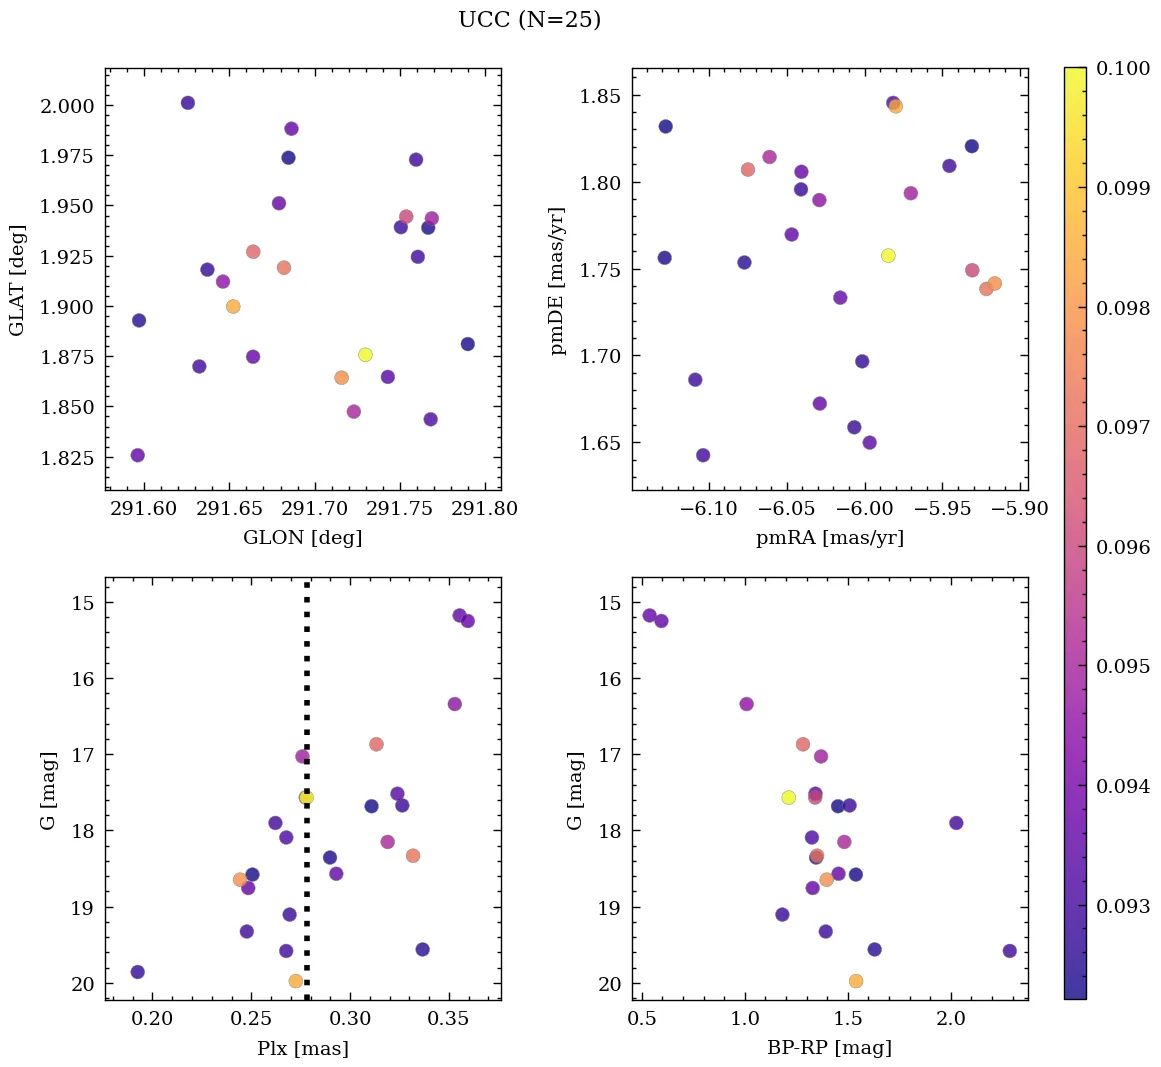 UCC (N=25)
2.000
1.975
1.950
1.925
1.900
1.875
1.850
1.825
GLAT [deg]
291.60 291.65 291.70 291.75 291.80
GLON [deg]
1.85
1.80
1.75
1.70
1.65
pmDE [mas/yr]
−6.10 −6.05 −6.00 −5.95 −5.90
pmRA [mas/yr]
15
16
17
18
19
20
G [mag]
0.20 0.25 0.30 0.35
Plx [mas]
15
16
17
18
19
20
G [mag]
0.5 1.0 1.5 2.0
BP-RP [mag]
0.100
0.099
0.098
0.097
0.096
0.095
0.094
0.093